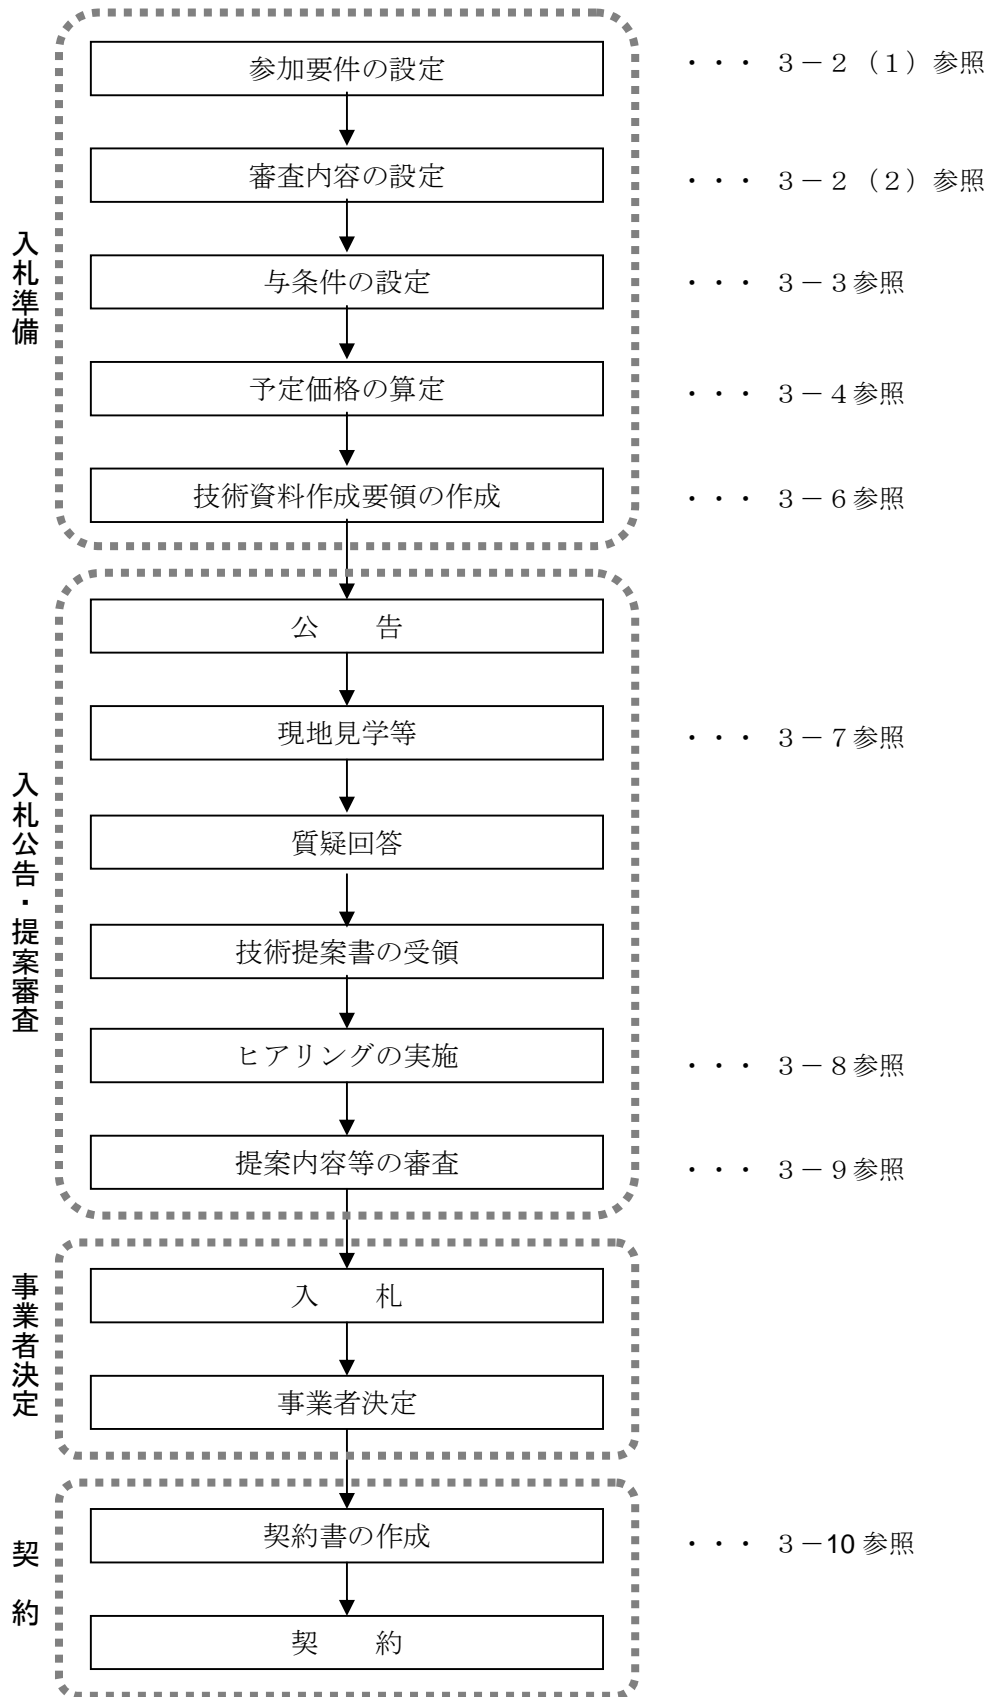 入札準備
参加要件の設定 ・・・ ３－２（１）参照
審査内容の設定 ・・・ ３－２（２）参照
与条件の設定 ・・・ ３－３参照
予定価格の算定 ・・・ ３－４参照
技術資料作成要領の作成 ・・・ ３－６参照
入札公告・提案審査
公　　告
現地見学等 ・・・ ３－７参照
質疑回答
技術提案書の受領
ヒアリングの実施 ・・・ ３－８参照
提案内容等の審査 ・・・ ３－９参照
事業者決定
入　　札
事業者決定
契　約
契約書の作成 ・・・ ３－10 参照
契　　約